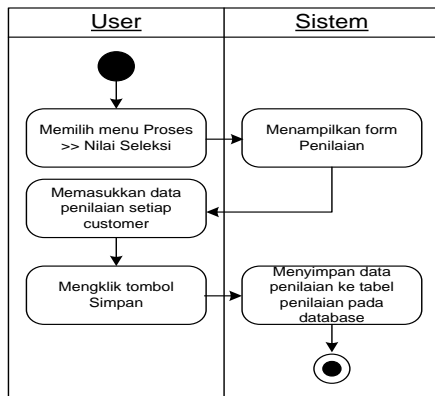 User
Sistem
Memilih menu Proses
>> Nilai Seleksi
Menampilkan form
Penilaian
Memasukkan data
penilaian setiap
customer
Mengklik tombol
Simpan
Menyimpan data
penilaian ke tabel
penilaian pada
database